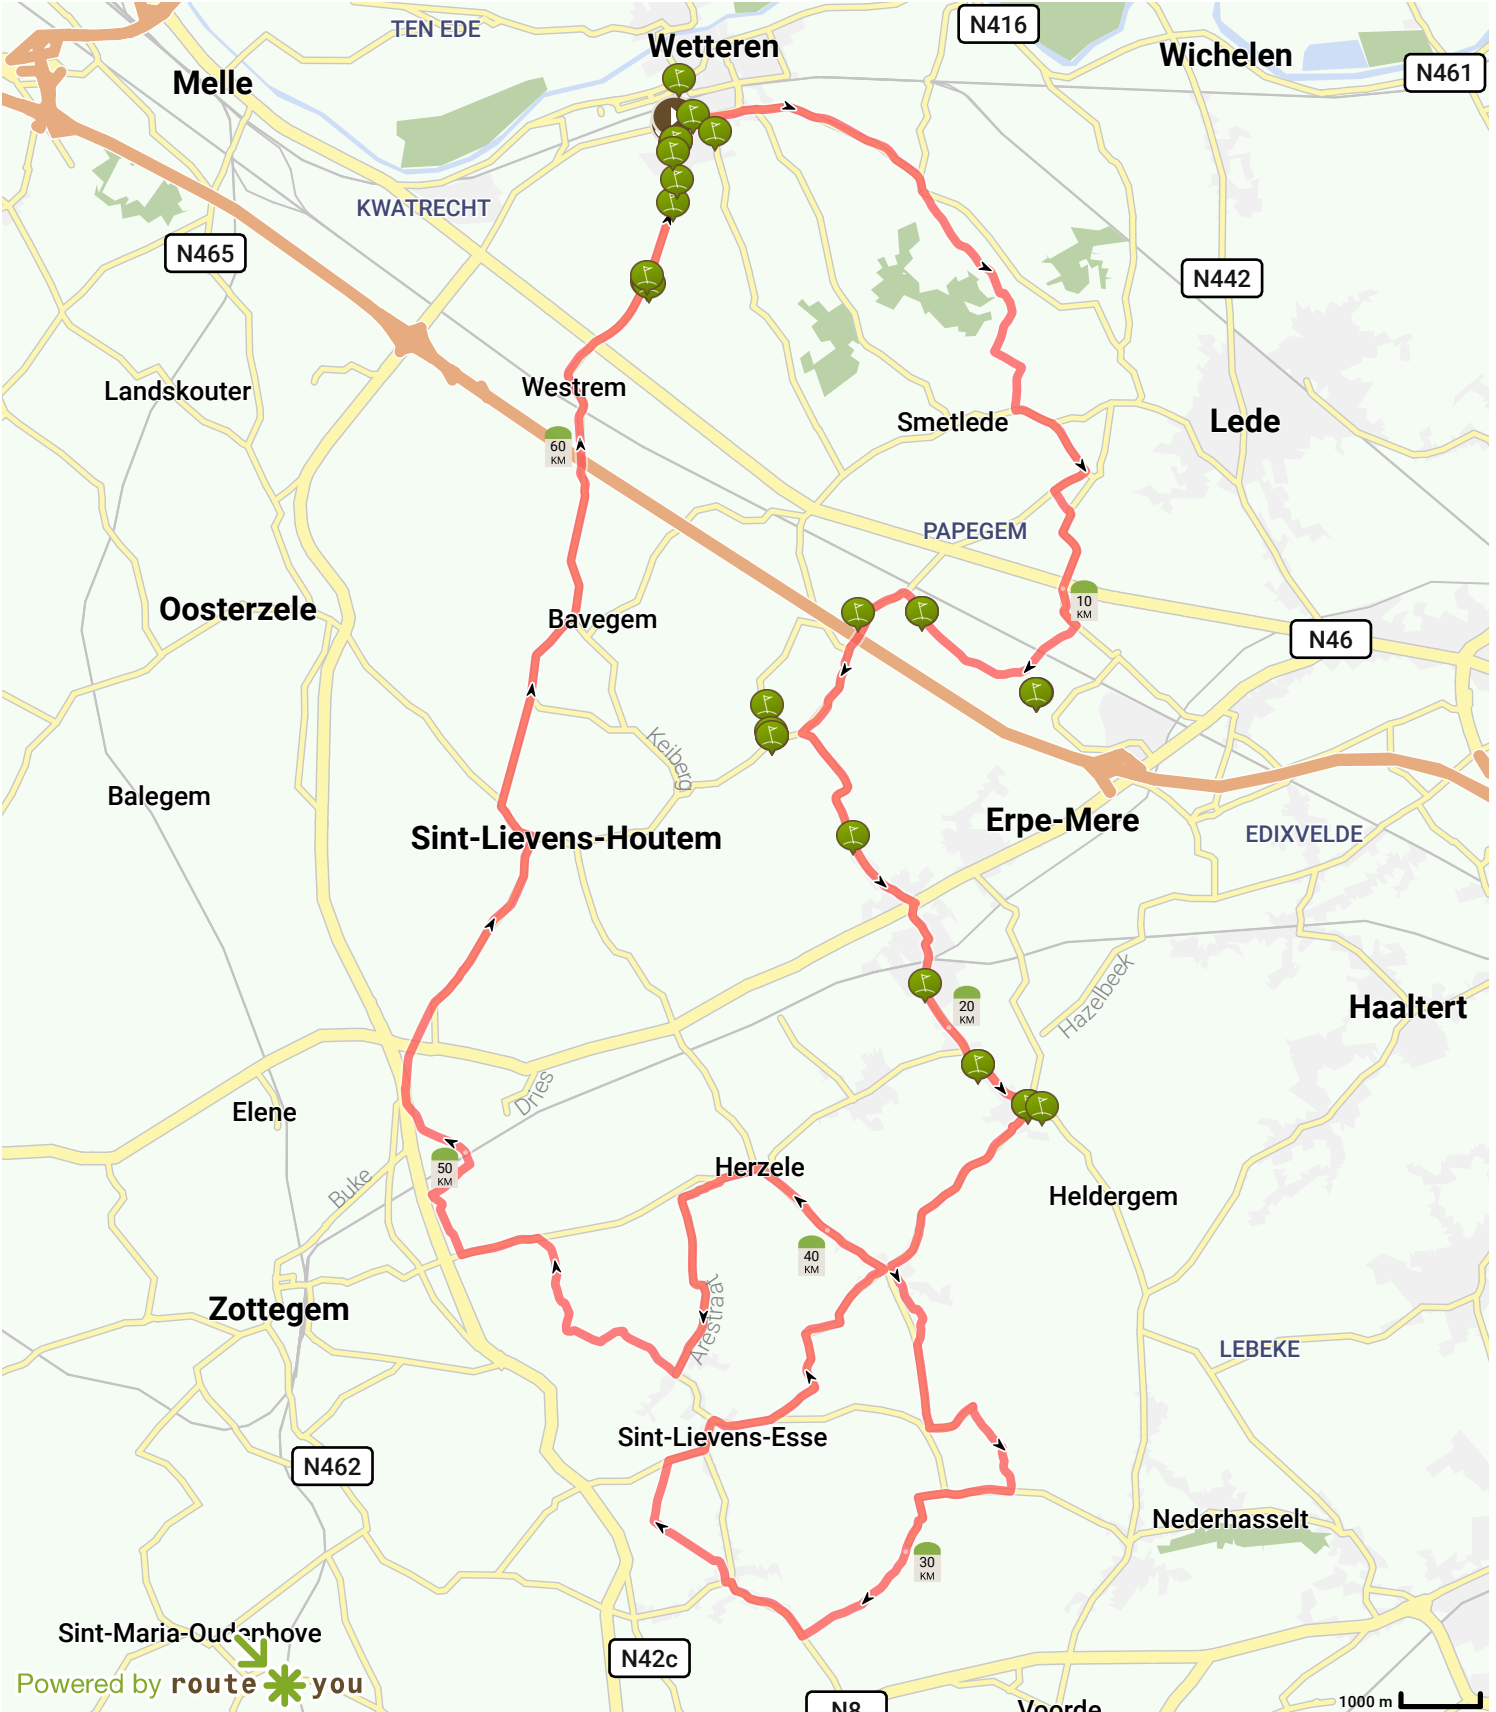 TEN EDE
N416
Wetteren
Wichelen
N461
Melle
KWATRECHT
N465
N442
Landskouter
Westrem
Smetlede
Lede
60
KM
PAPEGEM
10
KM
Oosterzele
Bavegem
N46
Keiberg
Balegem
Sint-Lievens-Houtem
Erpe-Mere
EDIXVELDE
Hazelbeek
20
KM
Haaltert
Dries
Elene
Herzele
50
KM
Buke
Heldergem
40
KM
Zottegem
Arestraat
LEBEKE
Sint-Lievens-Esse
N462
Nederhasselt
30
KM
Sint-Maria-Oudenhove
N42c
Powered by routeyou
1000 m
N8
Voorde